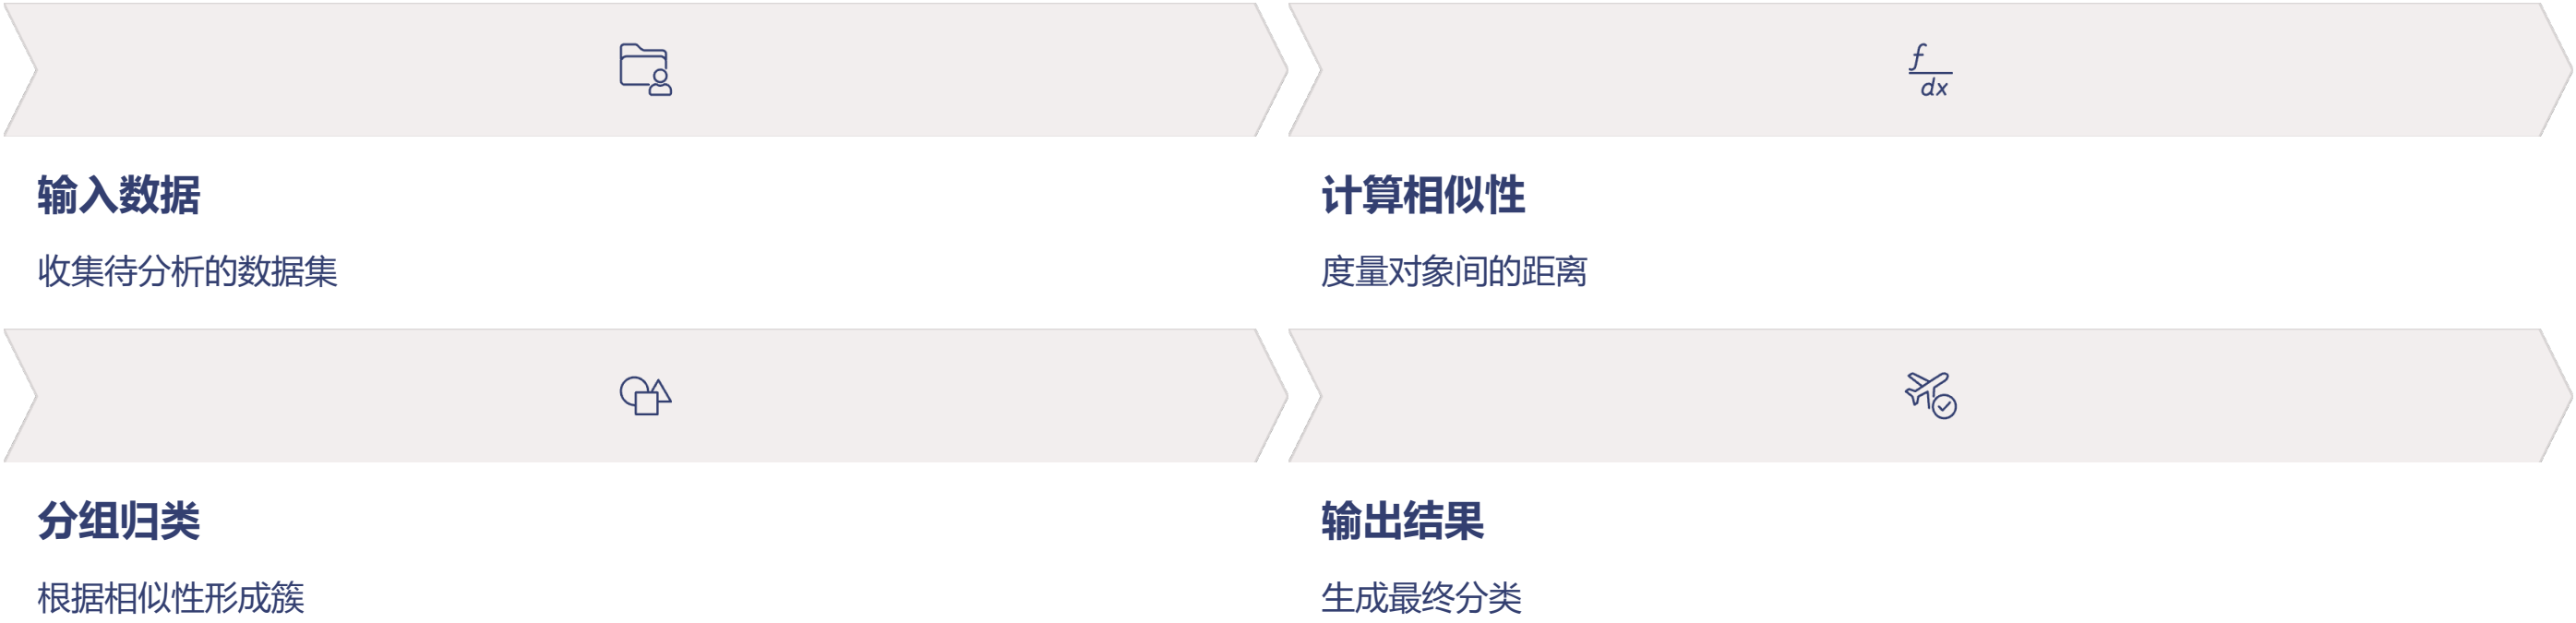 f
dx
输入数据
收集待分析的数据集
计算相似性
度量对象间的距离
分组归类
根据相似性形成簇
输出结果
生成最终分类